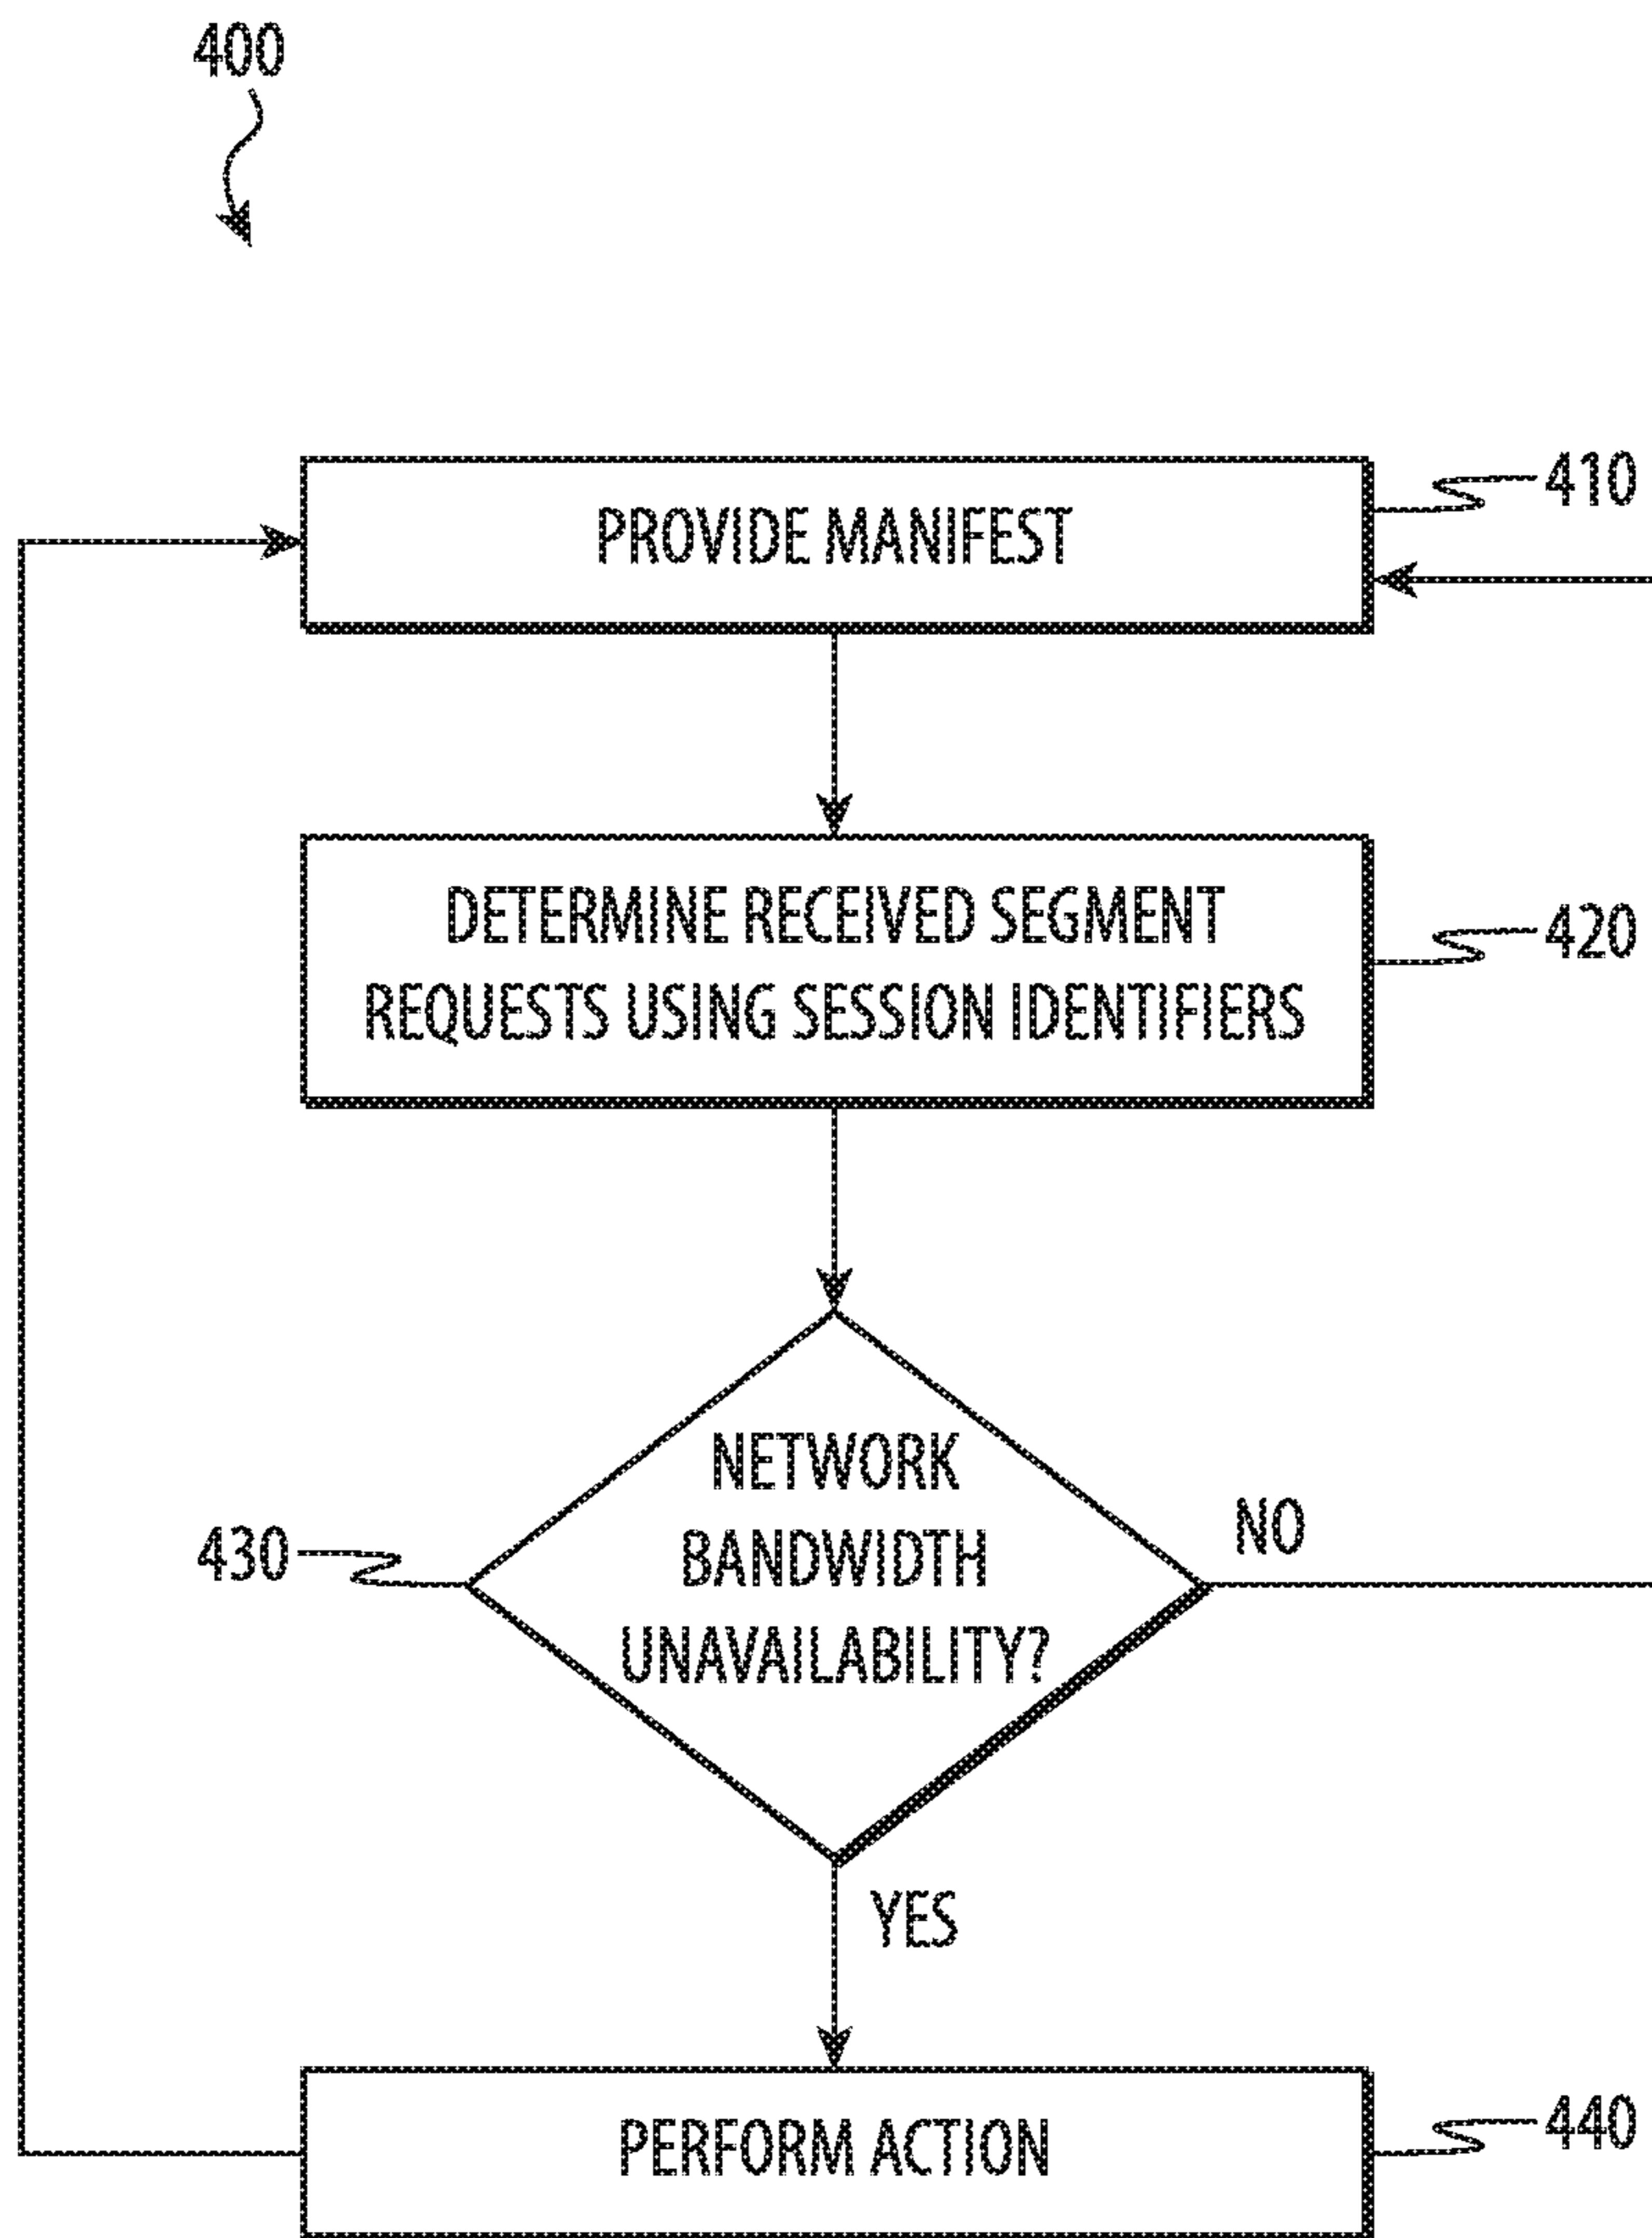 400
PROVIDE MANIFEST
410
DETERMINE RECEIVED SEGMENT
REQUESTS USING SESSION IDENTIFIERS
420
NETWORK
BANDWIDTH
UNAVAILABILITY?
430
NO
YES
PERFORM ACTION
440